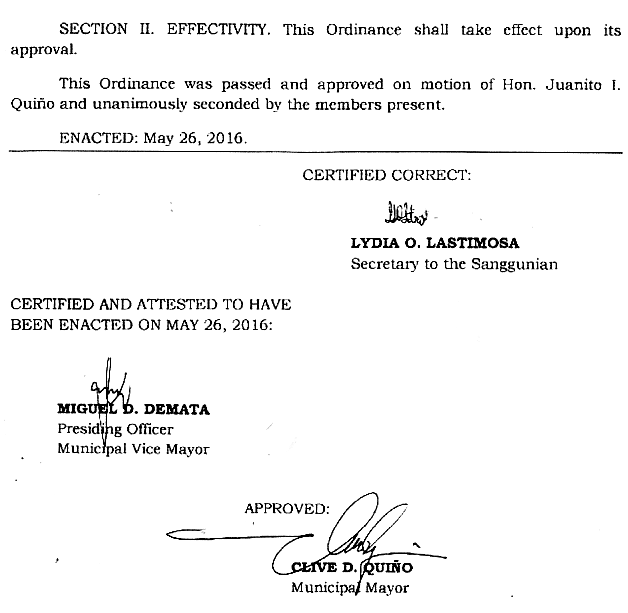 SECTION II. EFFECTIVITY. This Ordinance shall take effect upon its
approval.
This Ordinance was passed and approved on motion of Hon. Juanito I.
Quiño and unanimously seconded by the members present.
ENACTED: May 26, 2016.
CERTIFIED CORRECT:
LYDIA O. LASTIMOSA
Secretary to the Sanggunian
CERTIFIED AND ATTESTED TO HAVE
BEEN ENACTED ON MAY 26, 2016:
MIGUEL D. DEMATA
Presiding Officer
Municipal Vice Mayor
APPROVED:
CLIVE D. QUIÑO
Municipal Mayor